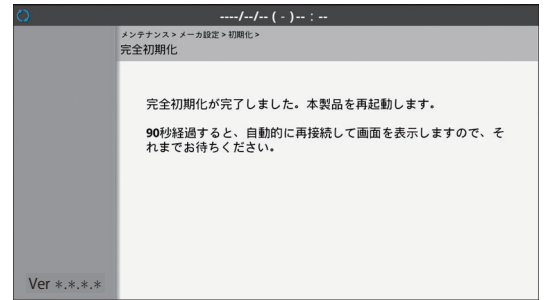 ----/--/-- ( - ) -- : --
メンテナンス > メーカ設定 > 初期化 >
完全初期化
完全初期化が完了しました。本製品を再起動します。
90秒経過すると、自動的に再接続して画面を表示しますので、そ
れまでお待ちください。
Ver *.*.*.*